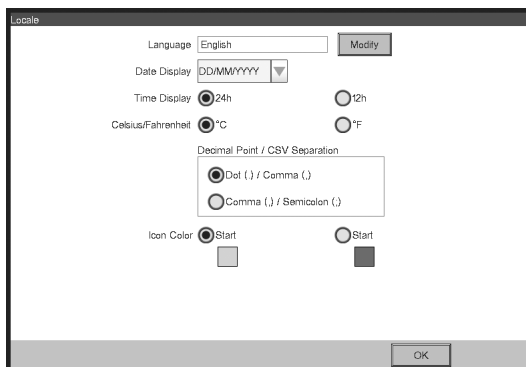 Locale
Language English Modify
Date Display DD/MM/YYYY
Time Display 24h 12h
Celsius/Fahrenheit °C °F
Decimal Point / CSV Separation
Dot (.) / Comma (,)
Comma (,) / Semicolon (;)
Icon Color Start Start
OK